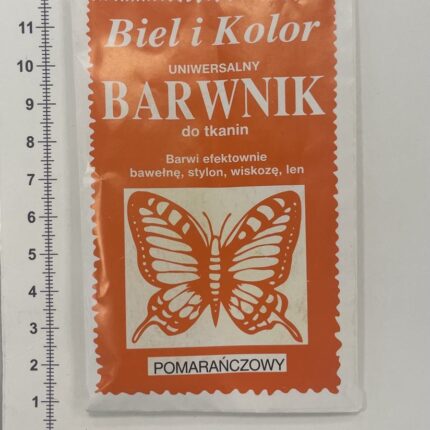 Biel i Kolor
UNIWERSALNY
BARWNIK
do tkanin
Barwi efektownie
bawełnę, stylon, wiskozę, len
POMARAŃCZOWY
11
10
9
8
7
6
5
4
3
2
1